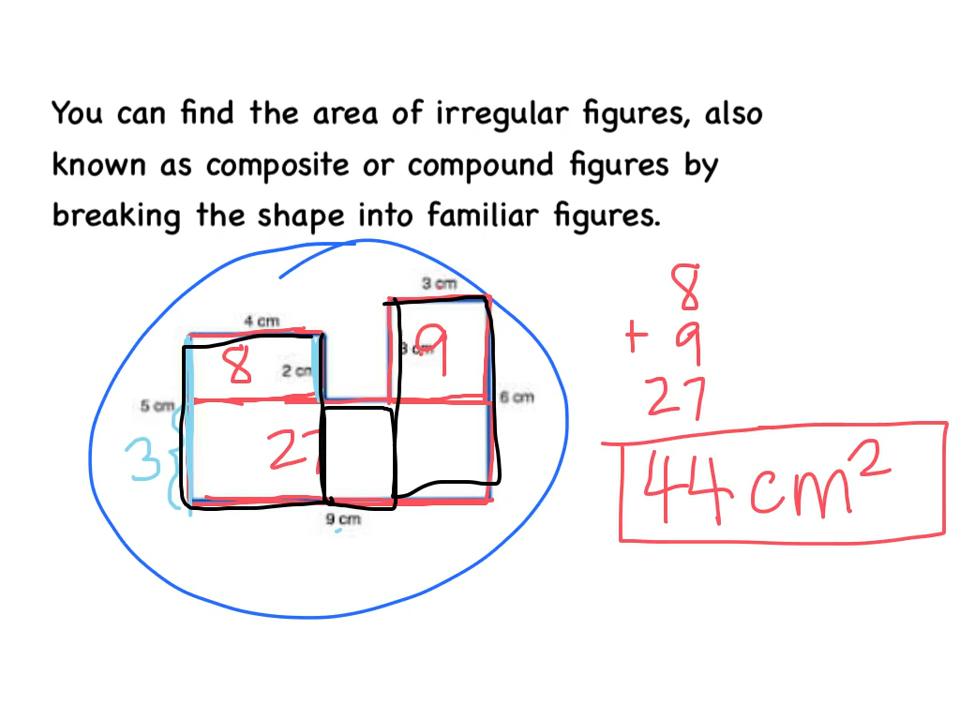 You can find the area of irregular figures, also
known as composite or compound figures by
breaking the shape into familiar figures.
3 cm
4 cm
8
2 cm
9
5 cm
6 cm
3
27
9 cm
8
+ 9
27
44 cm²